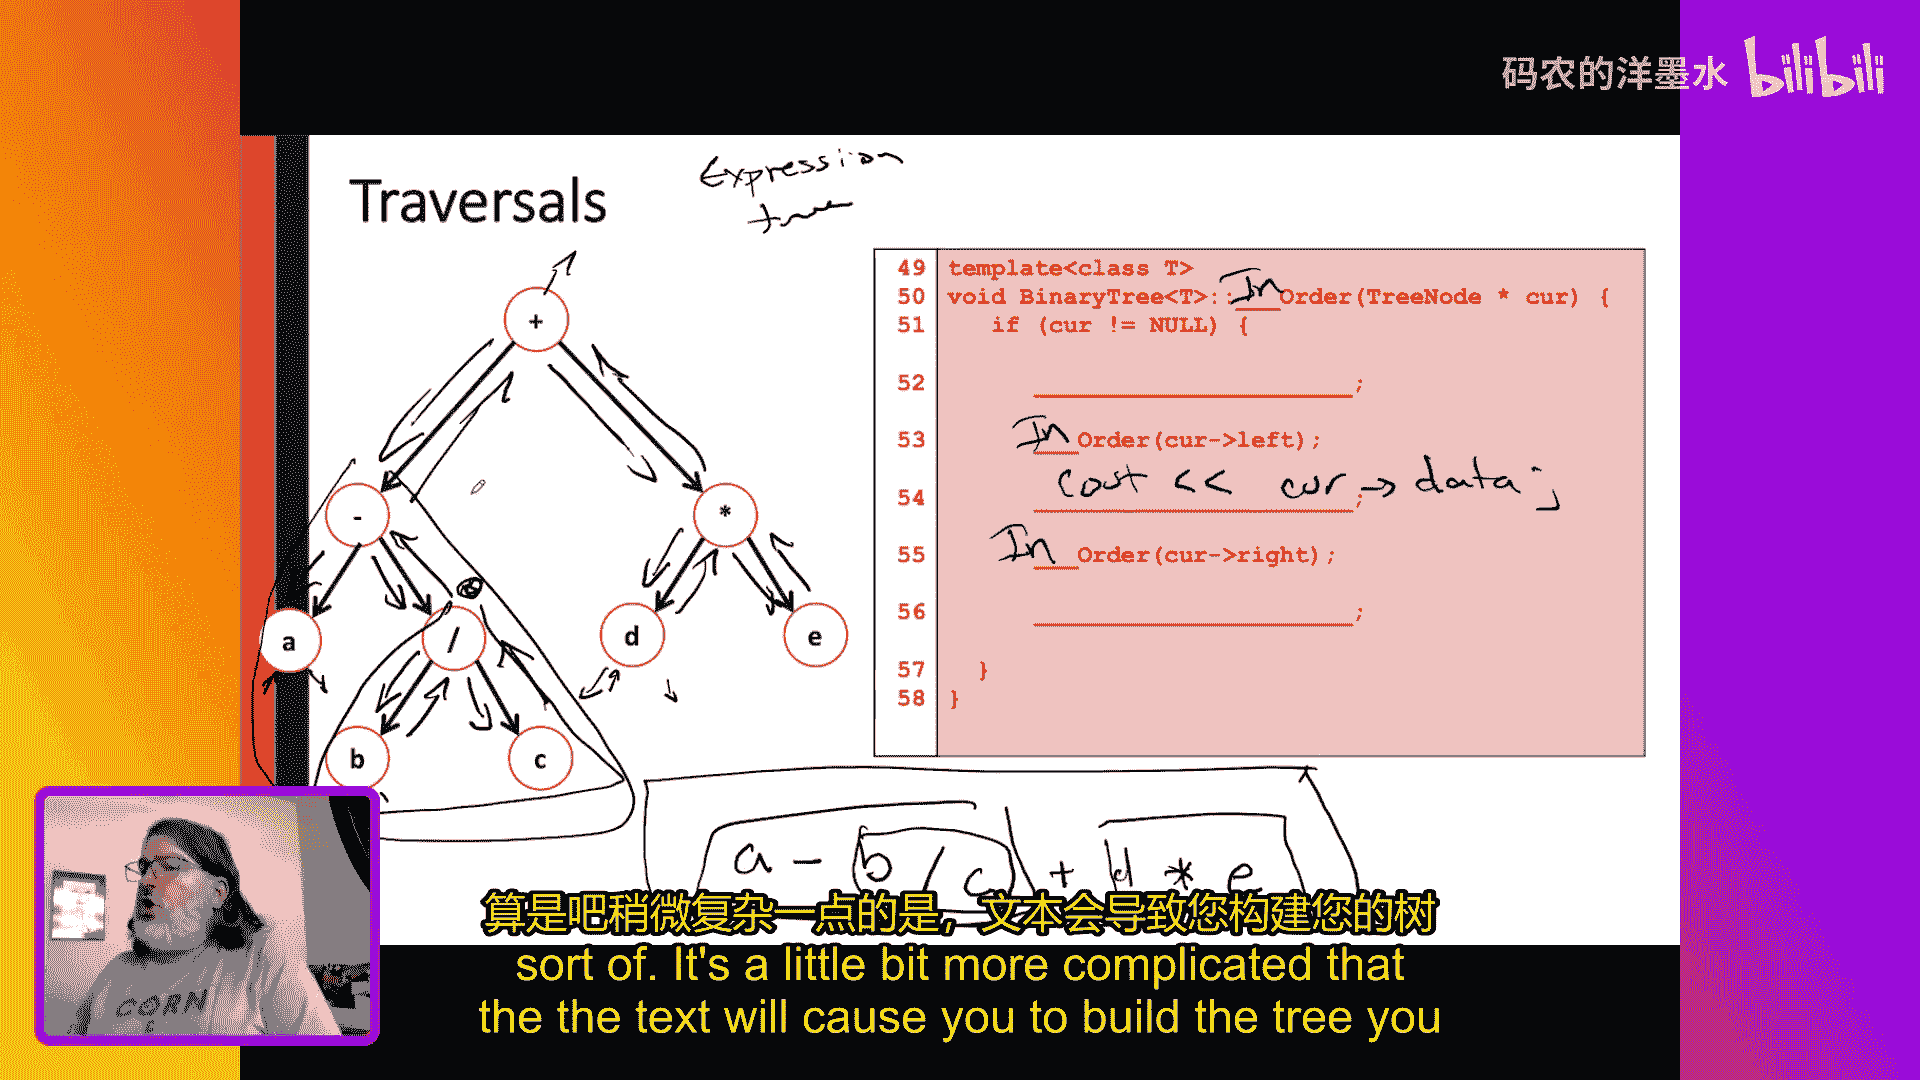 码农的洋墨水 bilibili
Traversals
Expression
tree
+
-
*
a
/
d
e
b
c
49 template<class T>
50 void BinaryTree<T>::InOrder(TreeNode * cur) {
51 if (cur != NULL) {
52 ;
53 InOrder(cur->left);
54 cout << cur->data;
55 InOrder(cur->right);
56 ;
57 }
58 }
a - b / c + d * e
CORN
算是吧稍微复杂一点的是，文本会导致您构建您的树
sort of. It's a little bit more complicated that
the the text will cause you to build the tree you